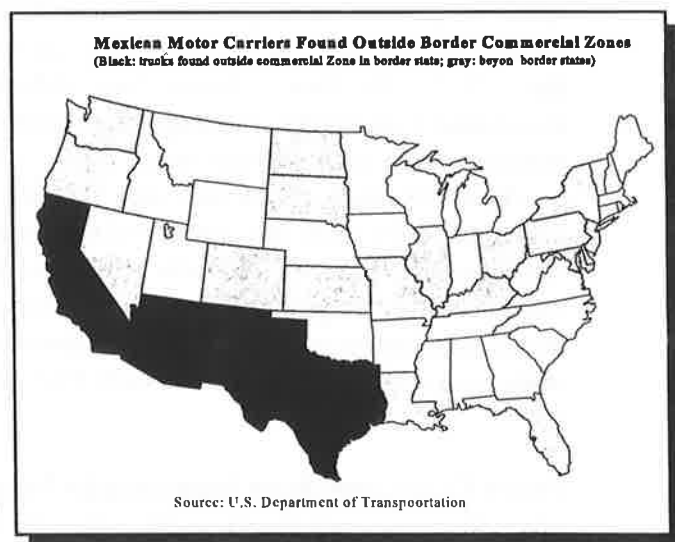 Mexican Motor Carriers Found Outside Border Commercial Zones
(Black: trucks found outside commercial Zone in border stats; gray: beyon border states)
Source: U.S. Department of Transpoortation